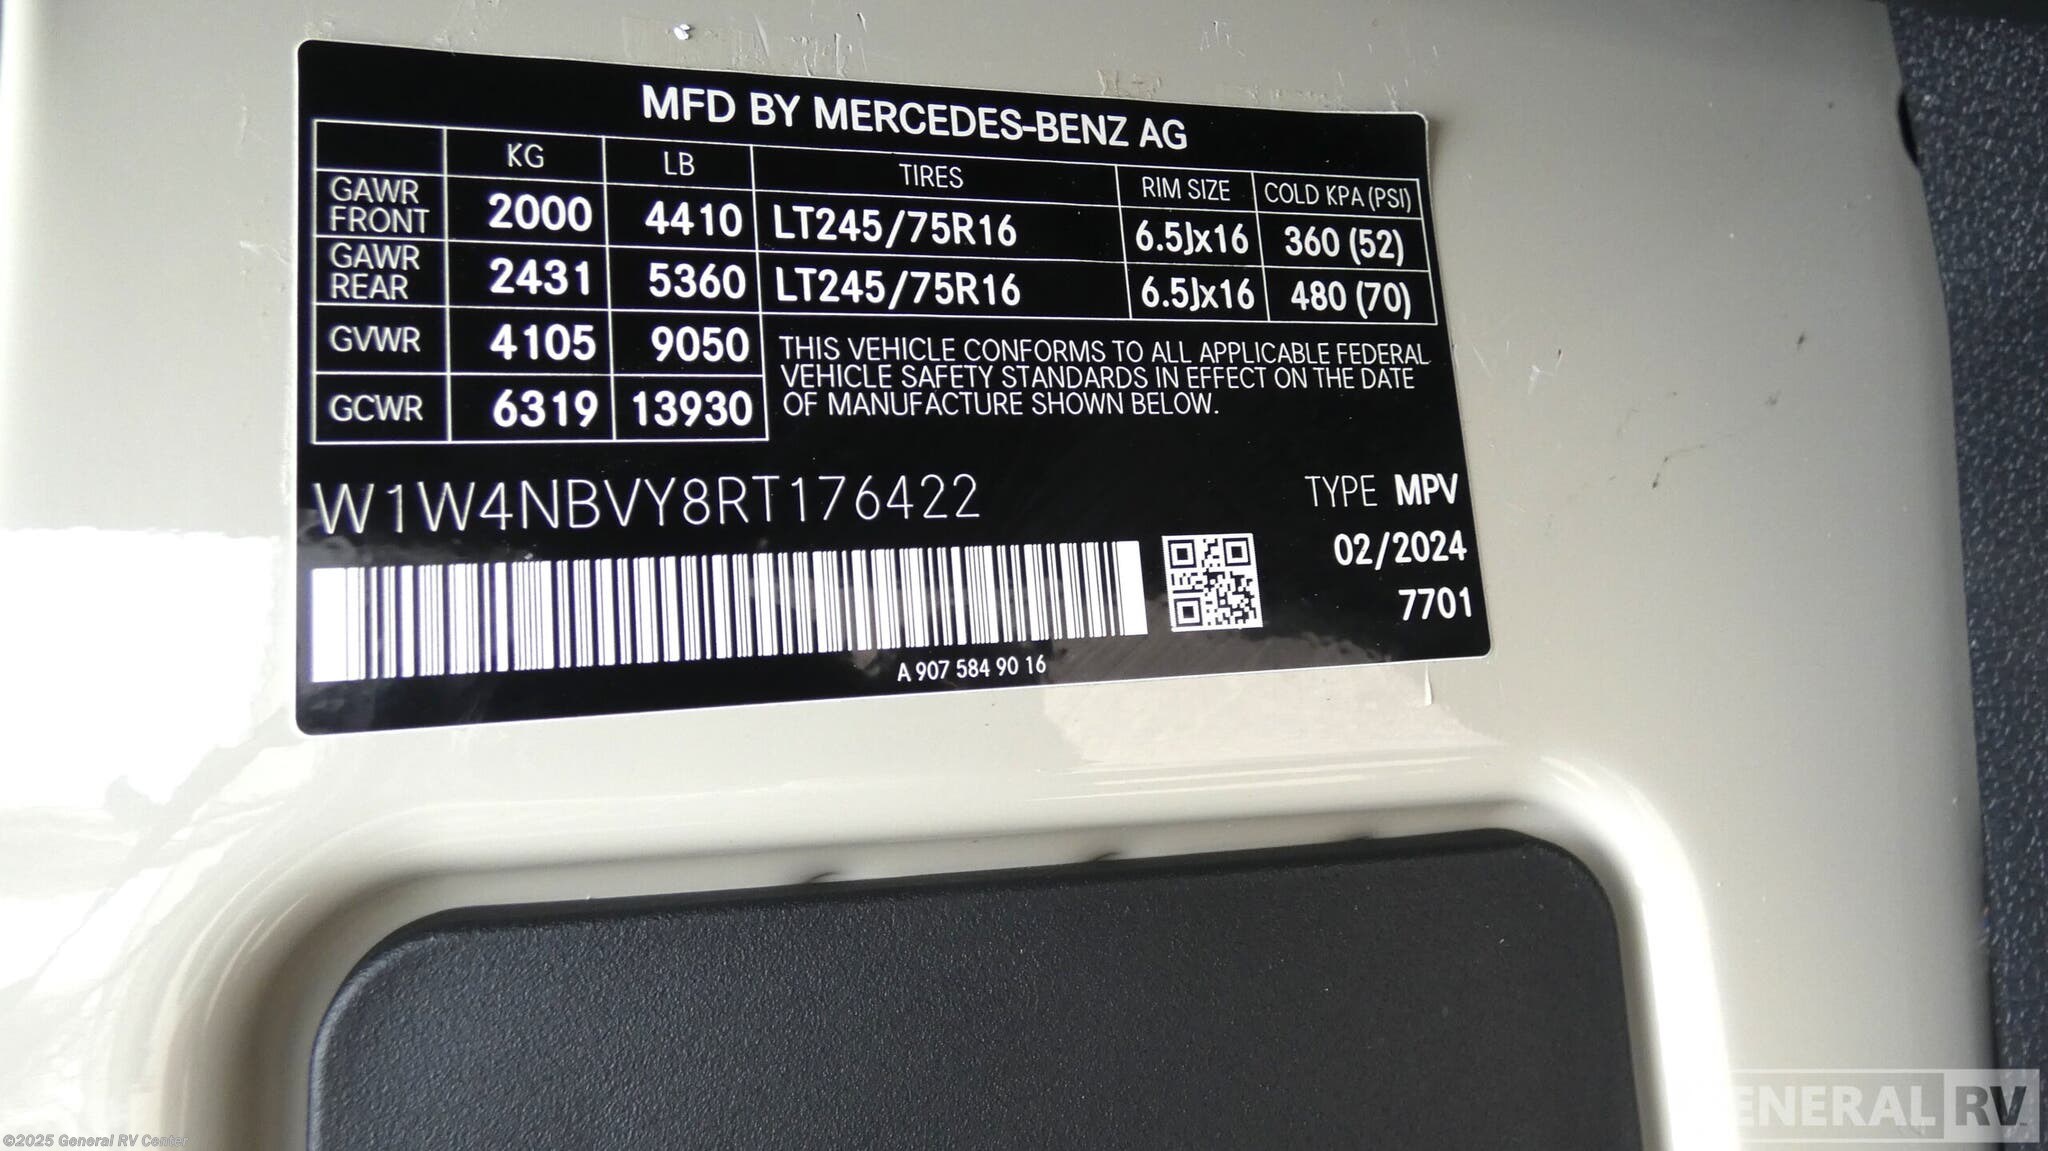 MFD BY MERCEDES-BENZ AG
KG LB TIRES RIM SIZE COLD KPA (PSI)
GAWR FRONT 2000 4410 LT245/75R16 6.5Jx16 360 (52)
GAWR REAR 2431 5360 LT245/75R16 6.5Jx16 480 (70)
GVWR 4105 9050
GCWR 6319 13930
THIS VEHICLE CONFORMS TO ALL APPLICABLE FEDERAL
VEHICLE SAFETY STANDARDS IN EFFECT ON THE DATE
OF MANUFACTURE SHOWN BELOW.
W1W4NBVY8RT176422
TYPE MPV
02/2024
7701
A 907 584 90 16
GENERAL RV
©2025 General RV Center